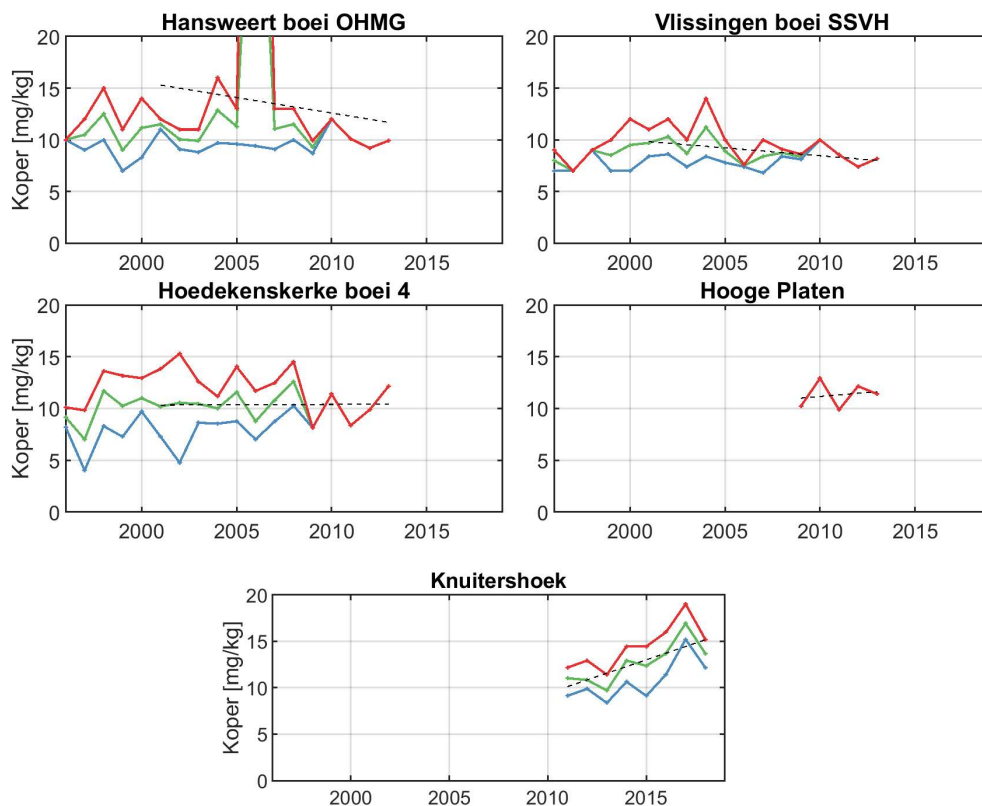 Hansweert boei OHMG
Vlissingen boei SSVH
20
15
10
5
0
Koper [mg/kg]
2000 2005 2010 2015
20
15
10
5
0
2000 2005 2010 2015
Hoedekenskerke boei 4
Hooge Platen
20
15
10
5
0
Koper [mg/kg]
2000 2005 2010 2015
20
15
10
5
0
2000 2005 2010 2015
Knuitershoek
20
15
10
5
0
Koper [mg/kg]
2000 2005 2010 2015